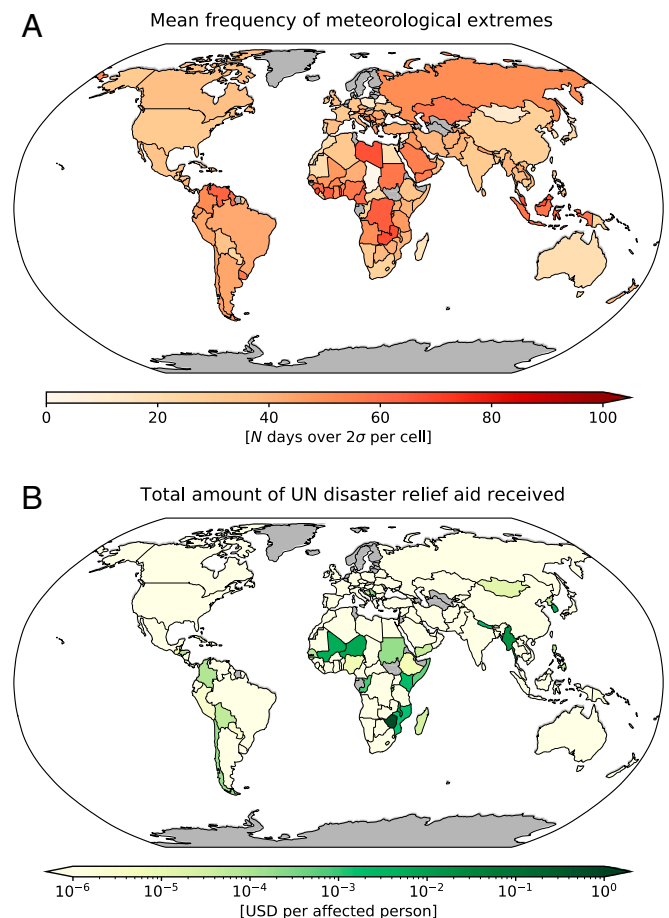 A
Mean frequency of meteorological extremes
0 20 40 60 80 100
[N days over 2σ per cell]
B
Total amount of UN disaster relief aid received
10⁻⁶ 10⁻⁵ 10⁻⁴ 10⁻³ 10⁻² 10⁻¹ 10⁰
[USD per affected person]